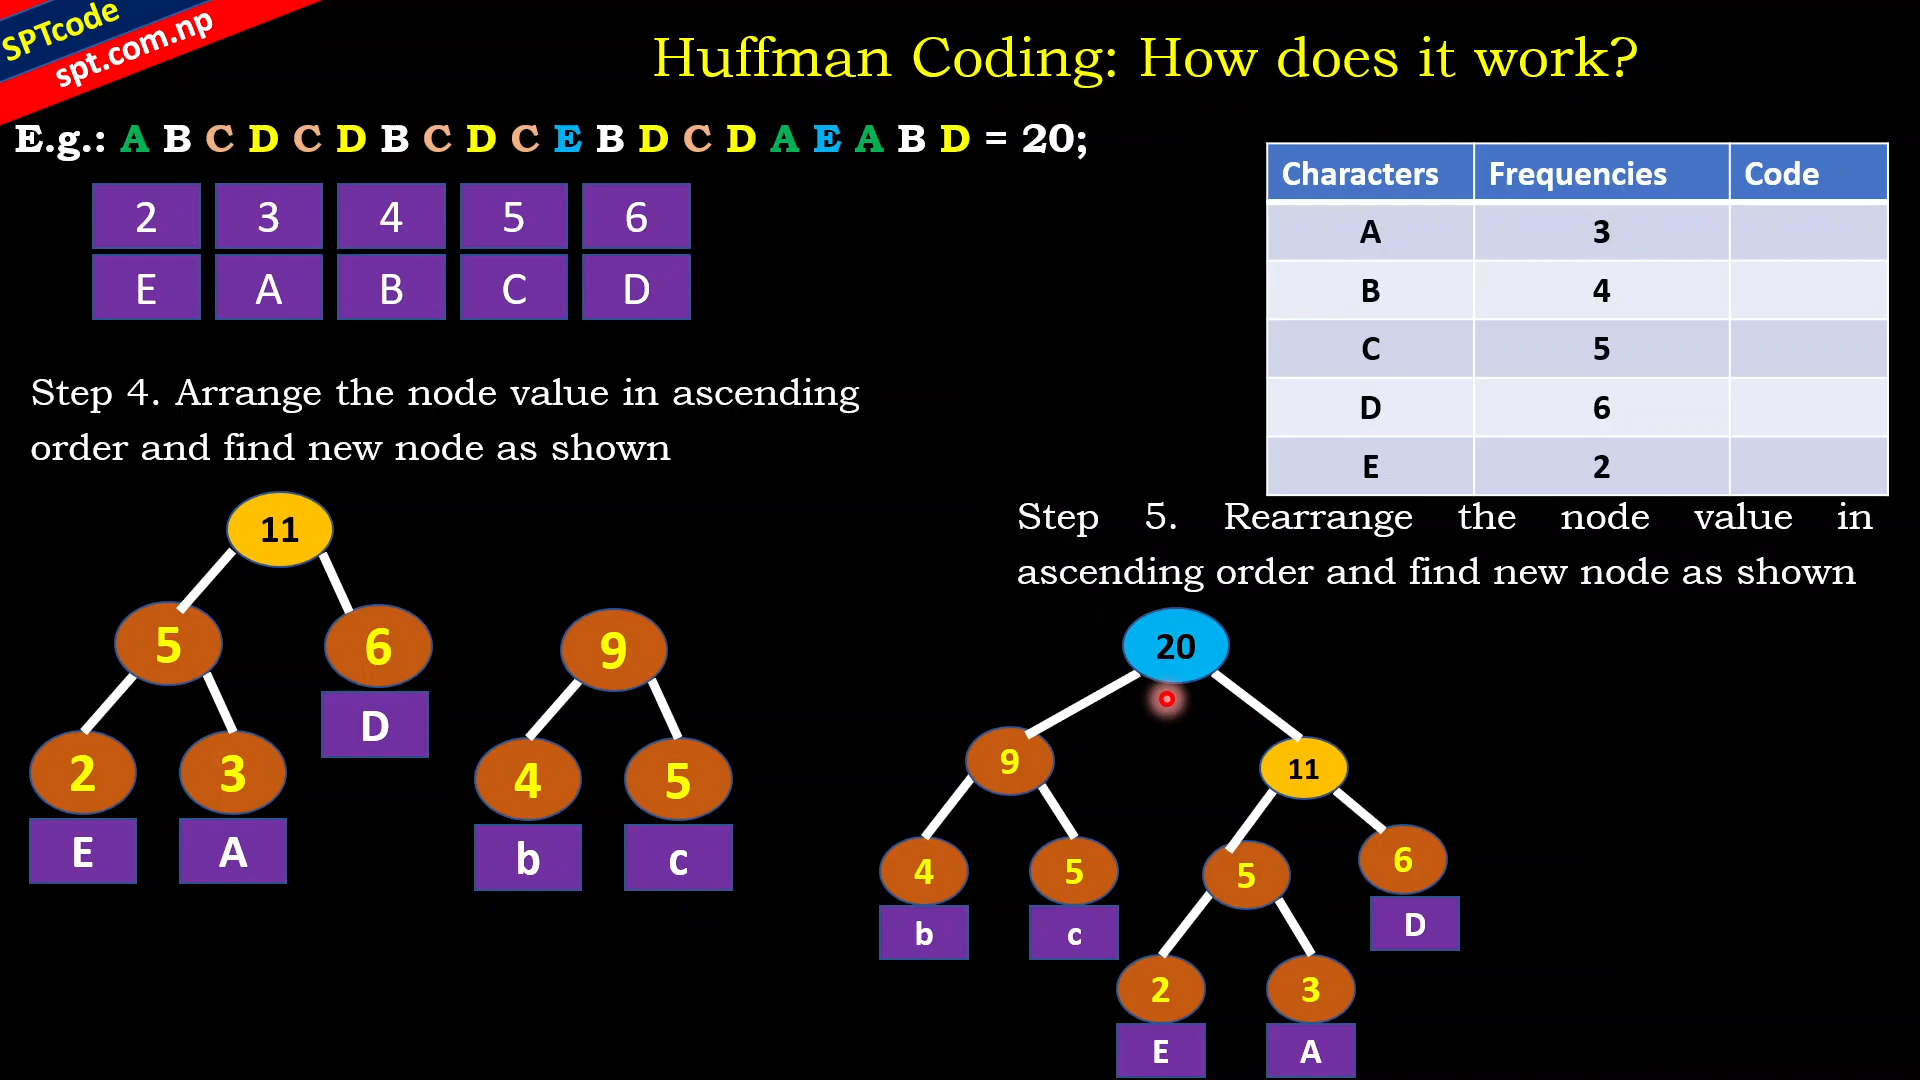 SPTcode
spt.com.np
Huffman Coding: How does it work?
E.g.: A B C D C D B C D C E B D C D A E A B D = 20;
2 3 4 5 6
E A B C D
Characters Frequencies Code
A 3
B 4
C 5
D 6
E 2
Step 4. Arrange the node value in ascending
order and find new node as shown
11
5 6 9
D
2 3 4 5
E A b c
Step 5. Rearrange the node value in
ascending order and find new node as shown
20
9 11
4 5 5 6
b c D
2 3
E A